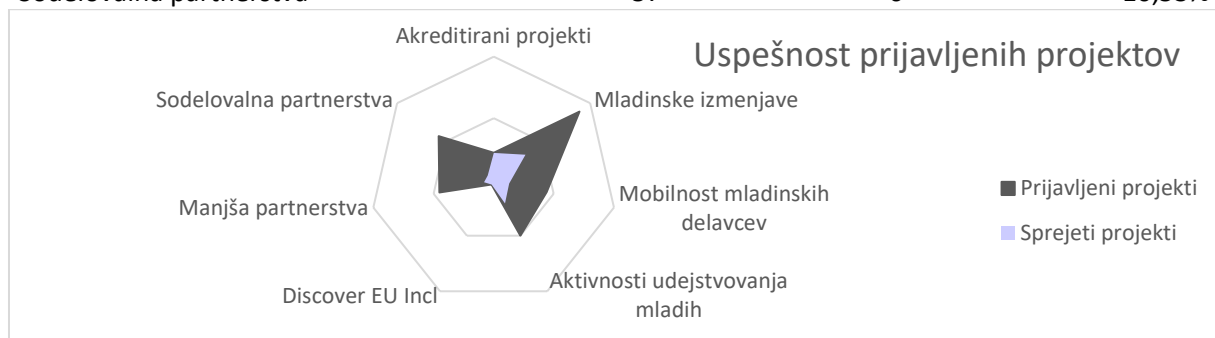 Uspešnost prijavljenih projektov
Akreditirani projekti
Mladinske izmenjave
Mobilnost mladinskih
delavcev
Aktivnosti udejstvovanja
mladih
Discover EU Incl
Manjša partnerstva
Sodelovalna partnerstva
Prijavljeni projekti
Sprejeti projekti